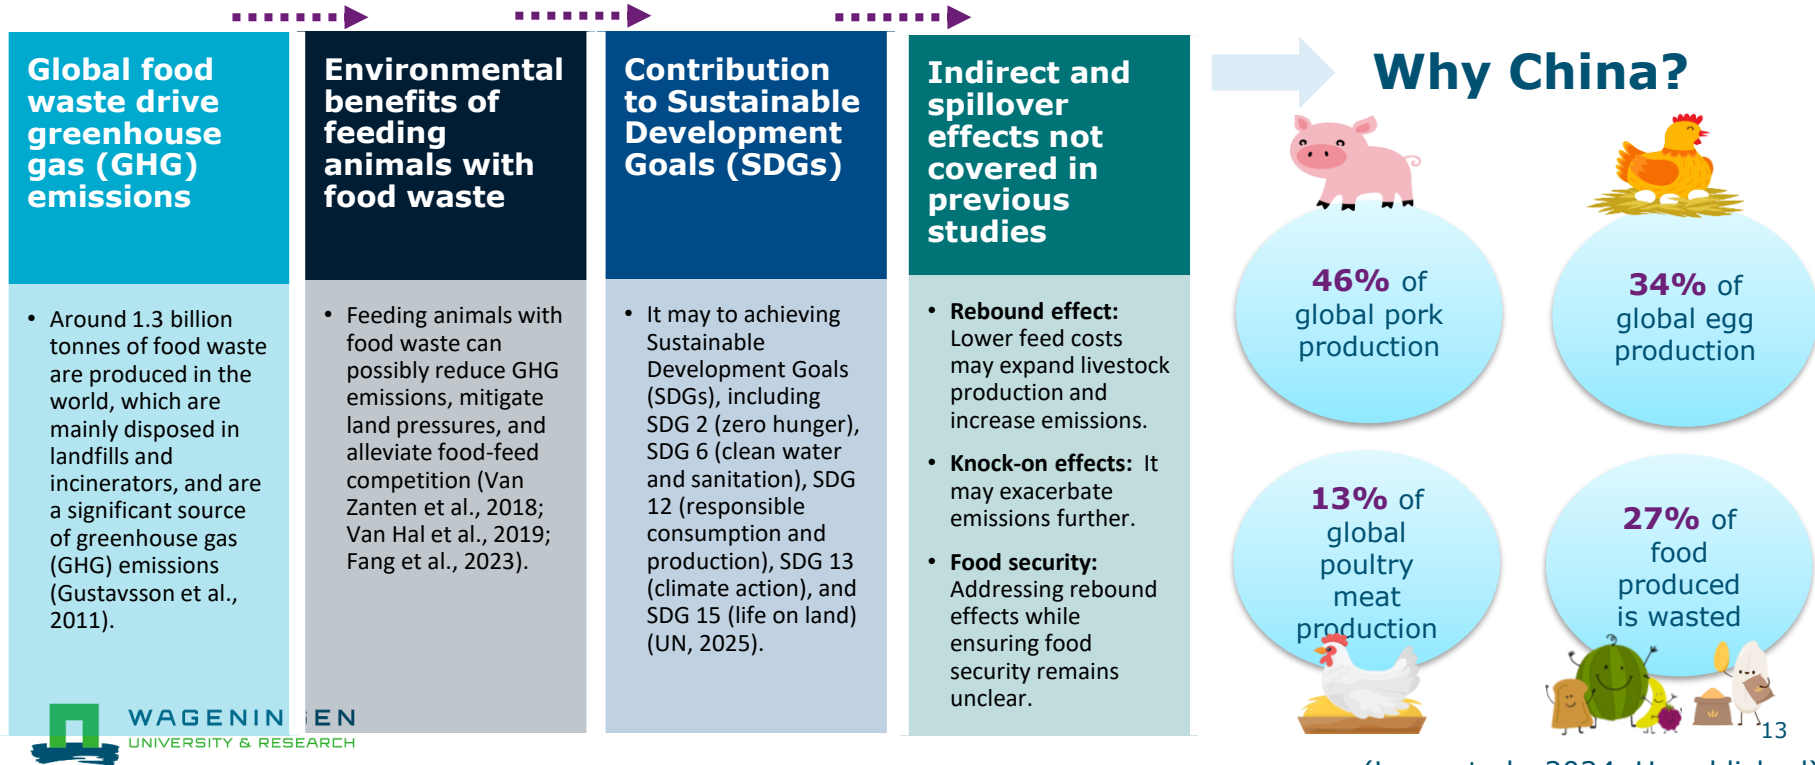 Global food
waste drive
greenhouse
gas (GHG)
emissions
• Around 1.3 billion
tonnes of food waste
are produced in the
world, which are
mainly disposed in
landfills and
incinerators, and are
a significant source
of greenhouse gas
(GHG) emissions
(Gustavsson et al.,
2011).
Environmental
benefits of
feeding
animals with
food waste
• Feeding animals with
food waste can
possibly reduce GHG
emissions, mitigate
land pressures, and
alleviate food-feed
competition (Van
Zanten et al., 2018;
Van Hal et al., 2019;
Fang et al., 2023).
Contribution
to Sustainable
Development
Goals (SDGs)
• It may to achieving
Sustainable
Development Goals
(SDGs), including
SDG 2 (zero hunger),
SDG 6 (clean water
and sanitation), SDG
12 (responsible
consumption and
production), SDG 13
(climate action), and
SDG 15 (life on land)
(UN, 2025).
Indirect and
spillover
effects not
covered in
previous
studies
• Rebound effect:
Lower feed costs
may expand livestock
production and
increase emissions.
• Knock-on effects: It
may exacerbate
emissions further.
• Food security:
Addressing rebound
effects while
ensuring food
security remains
unclear.
Why China?
46% of
global pork
production
34% of
global egg
production
13% of
global
poultry
meat
production
27% of
food
produced
is wasted
WAGENINGEN
UNIVERSITY & RESEARCH
13